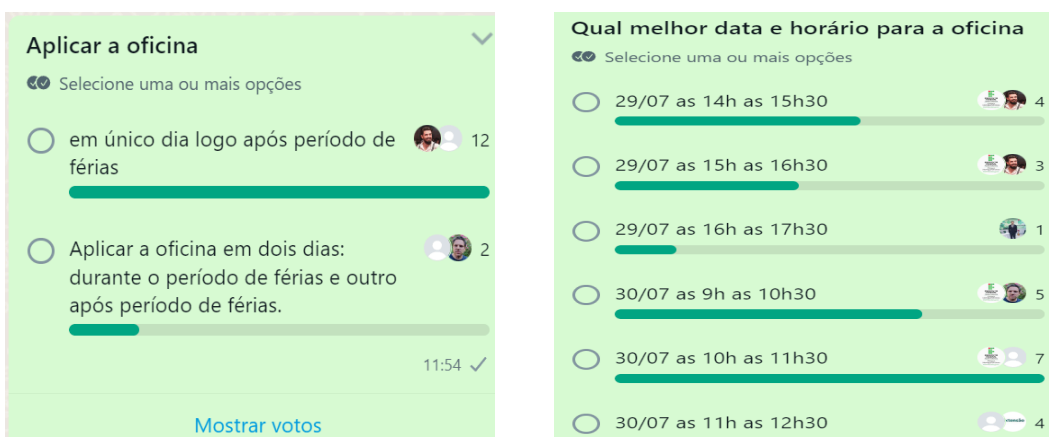 Aplicar a oficina
Selecione uma ou mais opções
em único dia logo após período de
férias
12
Aplicar a oficina em dois dias:
durante o período de férias e outro
após período de férias.
2
11:54
Mostrar votos
Qual melhor data e horário para a oficina
Selecione uma ou mais opções
29/07 as 14h as 15h30 4
29/07 as 15h as 16h30 3
29/07 as 16h as 17h30 1
30/07 as 9h as 10h30 5
30/07 as 10h as 11h30 7
30/07 as 11h as 12h30 4